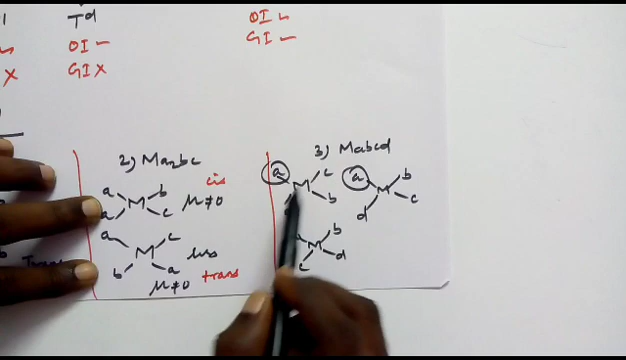 Td
OI ✓
OI ✓
GI ✓
GI X
X
2) Ma₂bc
3) Mabcd
a b
M
a c
cis
μ≠0
a c
M
b a
trans
μ≠0
a c
M
b
a b
M
d c
b
M
c d